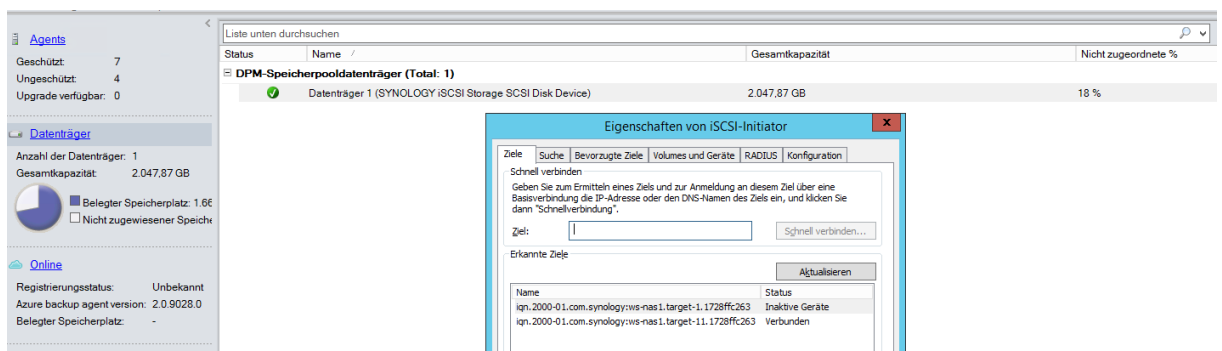 Agents
Geschützt: 7
Ungeschützt: 4
Upgrade verfügbar: 0
Datenträger
Anzahl der Datenträger: 1
Gesamtkapazität: 2.047,87 GB
Belegter Speicherplatz: 1.66
Nicht zugewiesener Speiche
Online
Registrierungsstatus: Unbekannt
Azure backup agent version: 2.0.9028.0
Belegter Speicherplatz: -
Liste unten durchsuchen
Status Name Gesamtkapazität Nicht zugeordnete %
DPM-Speicherpooldatenträger (Total: 1)
Datenträger 1 (SYNOLOGY iSCSI Storage SCSI Disk Device) 2.047,87 GB 18 %
Eigenschaften von iSCSI-Initiator
Ziele Suche Bevorzugte Ziele Volumes und Geräte RADIUS Konfiguration
Schnell verbinden
Geben Sie zum Ermitteln eines Ziels und zur Anmeldung an diesem Ziel über eine
Basisverbindung die IP-Adresse oder den DNS-Namen des Ziels ein, und klicken Sie
dann "Schnellverbindung".
Ziel: Schnell verbinden...
Erkannte Ziele
Aktualisieren
Name Status
iqn.2000-01.com.synology:ws-nas1.target-1.1728ffc263 Inaktive Geräte
iqn.2000-01.com.synology:ws-nas1.target-11.1728ffc263 Verbunden